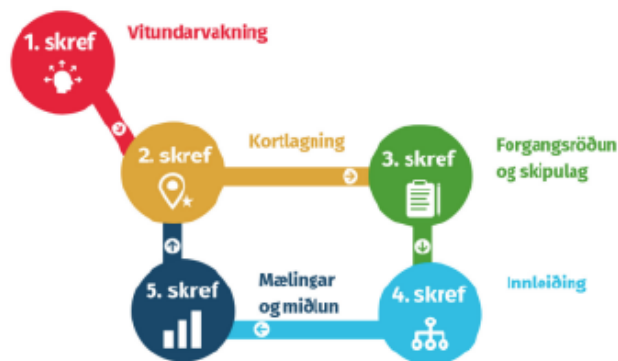 1. skref
Vitundarvakning
2. skref
Kortlagning
3. skref
Forgangsröðun
og skipulag
4. skref
Innleiðing
5. skref
Mælingar
og miðlun